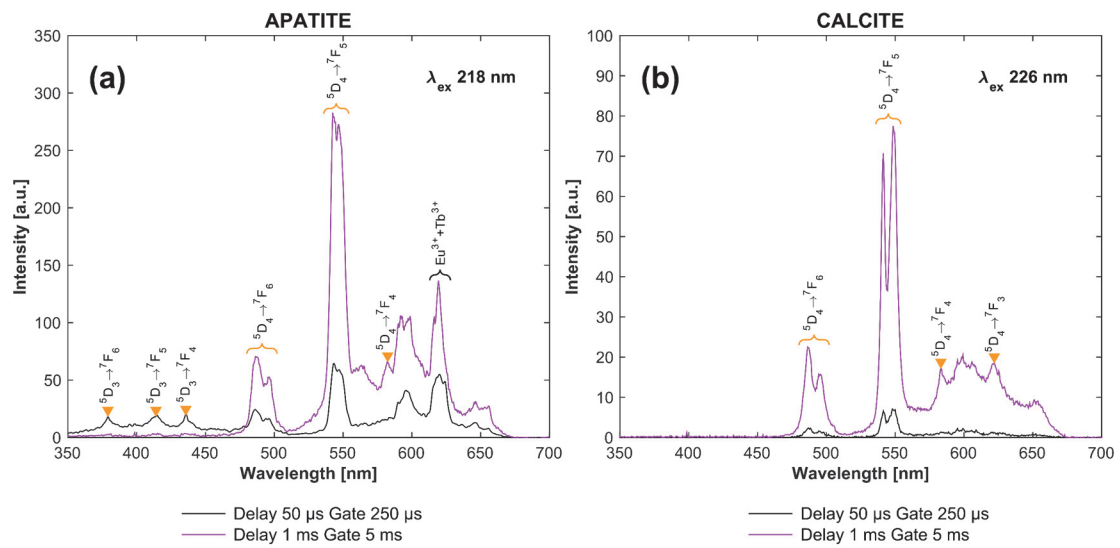 APATITE
(a)
λex 218 nm
⁵D₄→⁷F₅
⁵D₃→⁷F₆
⁵D₃→⁷F₅
⁵D₃→⁷F₄
⁵D₄→⁷F₆
⁵D₄→⁷F₄
Eu³⁺+Tb³⁺
Intensity [a.u.]
350
300
250
200
150
100
50
0
350 400 450 500 550 600 650 700
Wavelength [nm]
Delay 50 µs Gate 250 µs
Delay 1 ms Gate 5 ms
CALCITE
(b)
λex 226 nm
⁵D₄→⁷F₅
⁵D₄→⁷F₆
⁵D₄→⁷F₄
⁵D₄→⁷F₃
Intensity [a.u.]
100
90
80
70
60
50
40
30
20
10
0
350 400 450 500 550 600 650 700
Wavelength [nm]
Delay 50 µs Gate 250 µs
Delay 1 ms Gate 5 ms